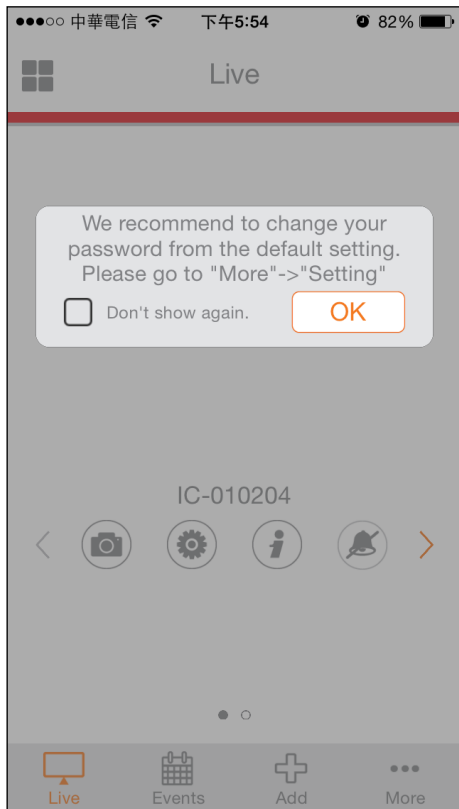 中華電信 下午5:54 82%
Live
We recommend to change your
password from the default setting.
Please go to "More"->"Setting"
Don't show again. OK
IC-010204
Live Events Add More